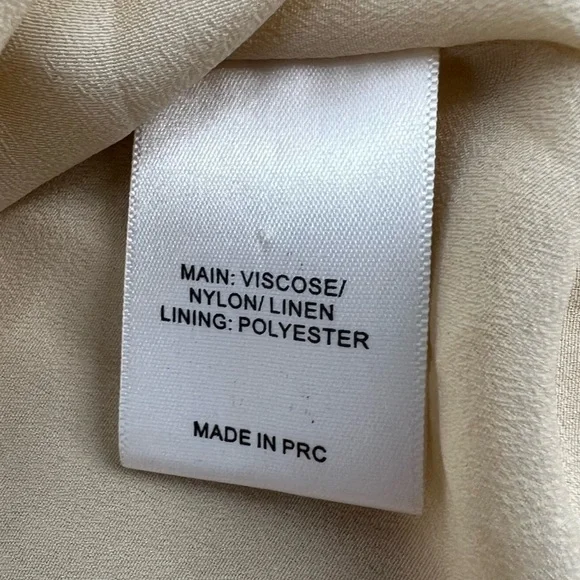 MAIN: VISCOSE/
NYLON/ LINEN
LINING: POLYESTER
MADE IN PRC